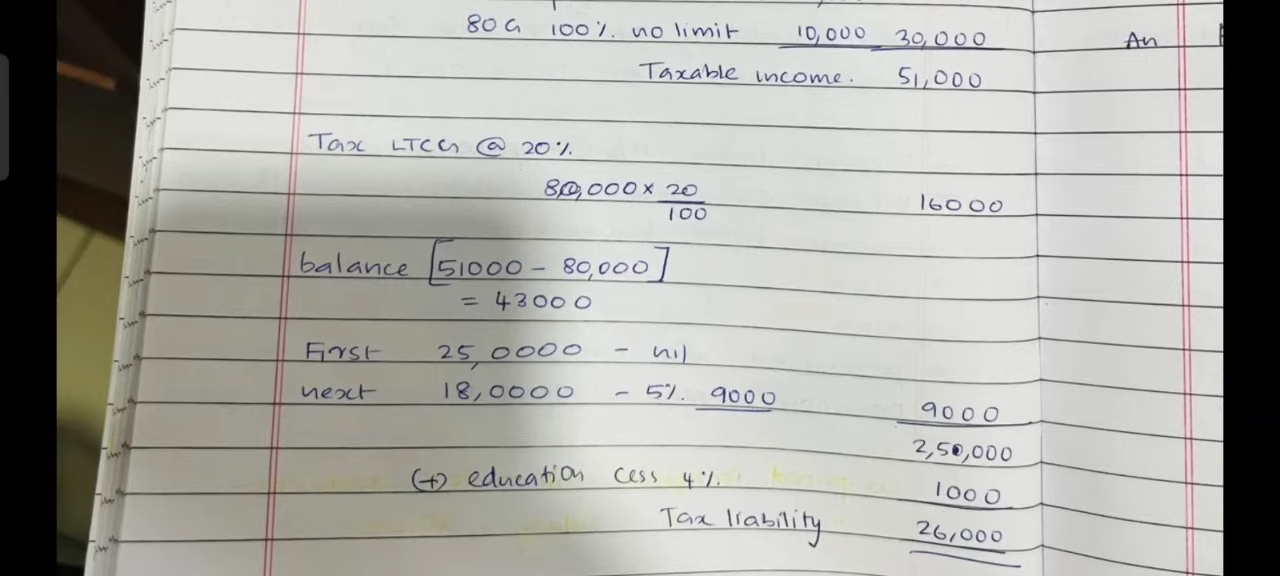 80G 100% no limit 10,000 30,000 An
Taxable income. 51,000
Tax LTCG @ 20%.
80,000 × 20/100 16000
balance [51000 - 80,000]
= 43000
First 25,0000 - nil
next 18,0000 - 5%. 9000 9000
2,50,000
(+) education cess 4%. 1000
Tax liability 26,000